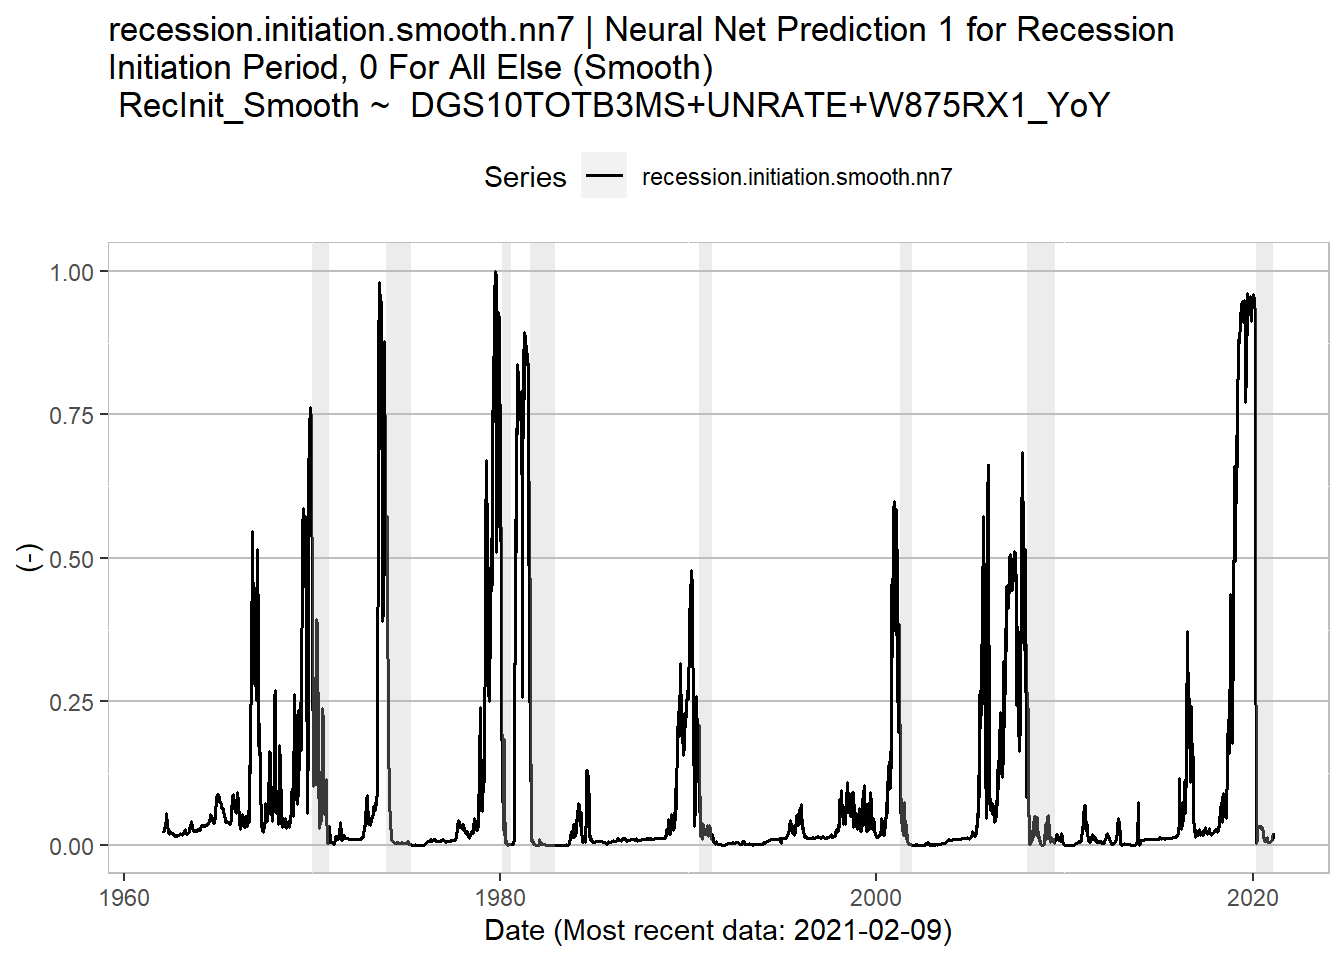 recession.initiation.smooth.nn7 | Neural Net Prediction 1 for Recession
Initiation Period, 0 For All Else (Smooth)
RecInit_Smooth ~  DGS10TOTB3MS+UNRATE+W875RX1_YoY
Series
recession.initiation.smooth.nn7
1.00
0.75
0.50
0.25
0.00
(-)
1960
1980
2000
2020
Date (Most recent data: 2021-02-09)